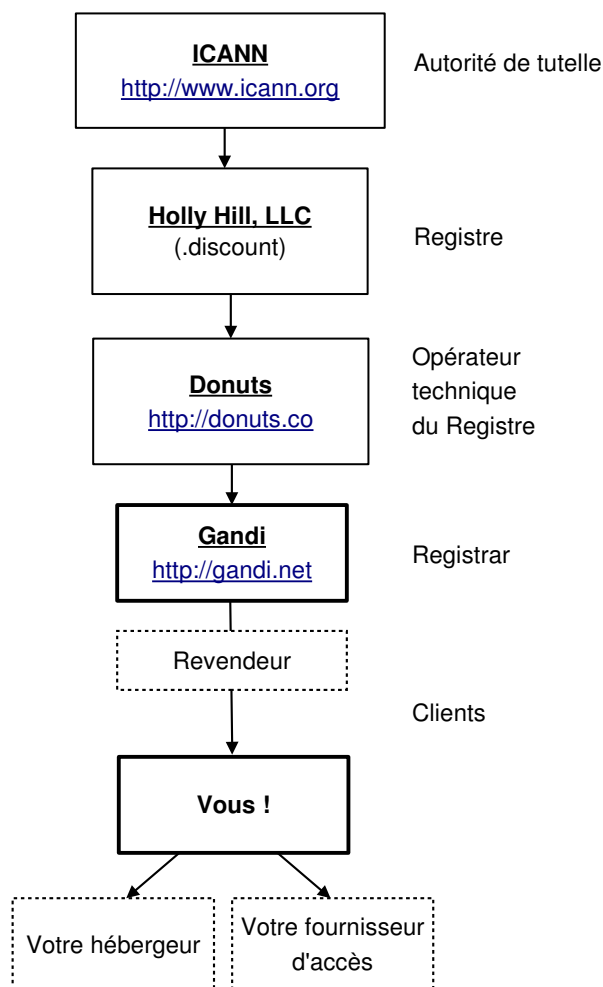 ICANN
http://www.icann.org
Autorité de tutelle
Holly Hill, LLC
(.discount)
Registre
Donuts
http://donuts.co
Opérateur
technique
du Registre
Gandi
http://gandi.net
Registrar
Revendeur
Clients
Vous !
Votre hébergeur
Votre fournisseur
d'accès